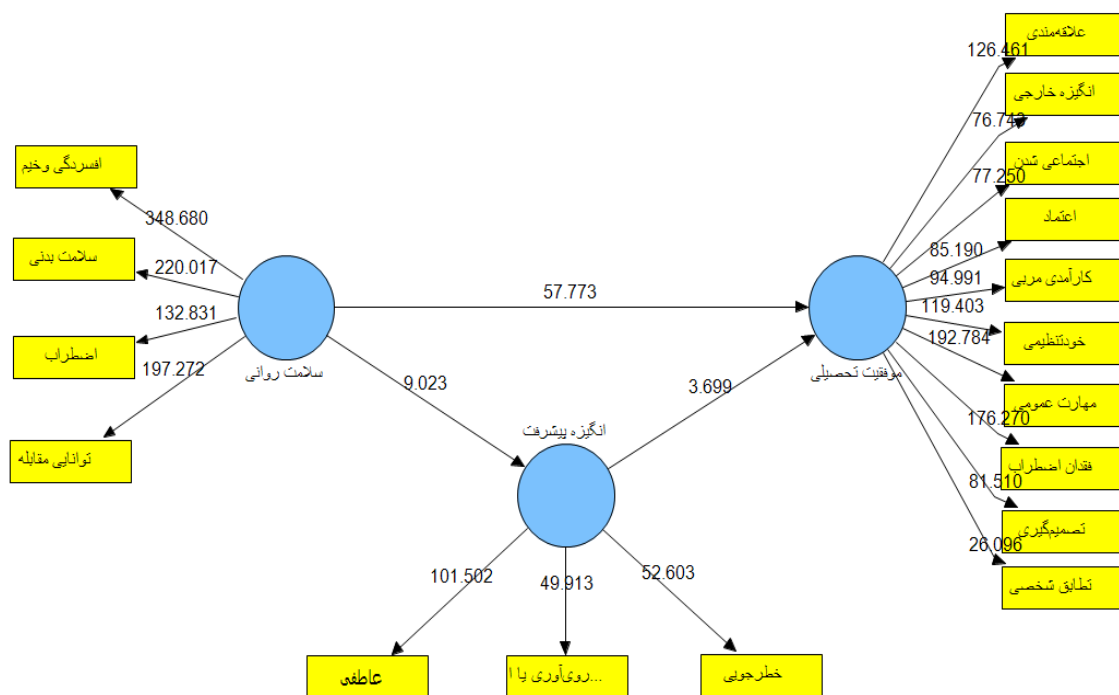 علاقه‌مندی
126.461
انگیزه خارجی
76.743
اجتماعی شدن
77.250
اعتماد
85.190
کارآمدی مربی
94.991
خودتنظیمی
119.403
مهارت عمومی
192.784
فقدان اضطراب
176.270
تصمیم‌گیری
81.510
تطابق شخصی
26.096
موفقیت تحصیلی
افسردگی وخیم
348.680
سلامت بدنی
220.017
اضطراب
132.831
توانایی مقابله
197.272
سلامت روانی
57.773
9.023
3.699
انگیزه پیشرفت
101.502
49.913
52.603
عاطفی
روی‌آوری یا ا...
خطرجویی